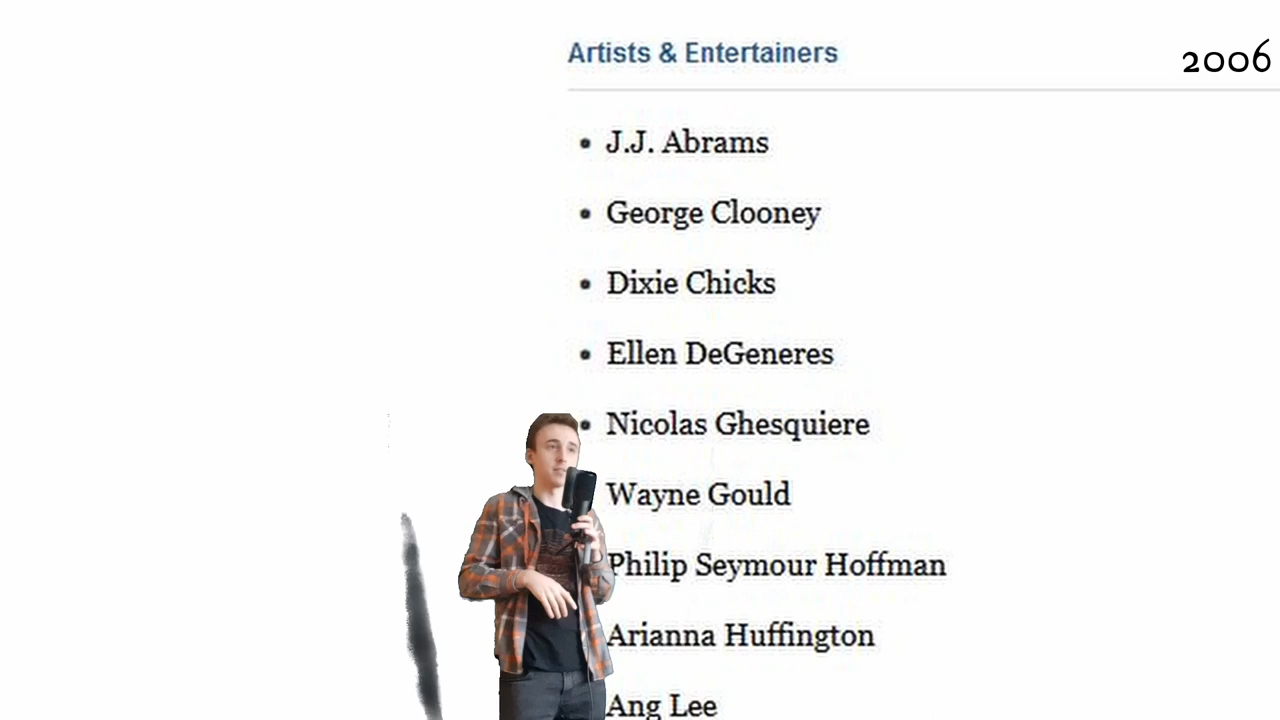 Artists & Entertainers
2006
J.J. Abrams
George Clooney
Dixie Chicks
Ellen DeGeneres
Nicolas Ghesquiere
Wayne Gould
Philip Seymour Hoffman
Arianna Huffington
Ang Lee